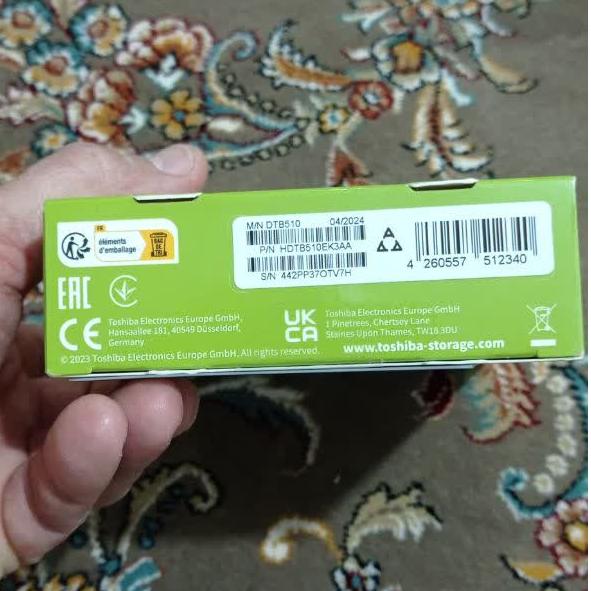 FR
éléments
d'emballage
BAC
DE
TRI
M/N DTB510 04/2024
P/N HDTB510EK3AA
S/N 442PP37OTV7H
4 260557 512340
EAC
CE
Toshiba Electronics Europe GmbH,
Hansaallee 181, 40549 Düsseldorf,
Germany
UK
CA
Toshiba Electronics Europe GmbH
1 Pinetrees, Chertsey Lane
Staines Upon Thames, TW18 3DU
© 2023 Toshiba Electronics Europe GmbH. All rights reserved.
www.toshiba-storage.com